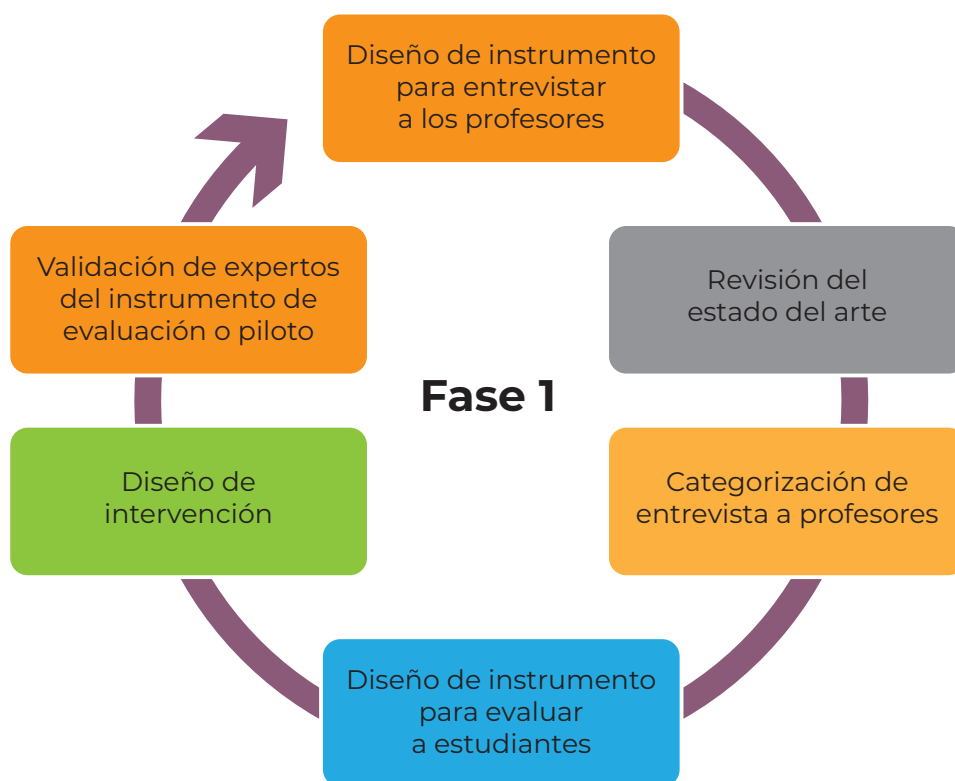 Diseño de instrumento
para entrevistar
a los profesores
Revisión del
estado del arte
Categorización de
entrevista a profesores
Diseño de instrumento
para evaluar
a estudiantes
Diseño de
intervención
Validación de expertos
del instrumento de
evaluación o piloto
Fase 1